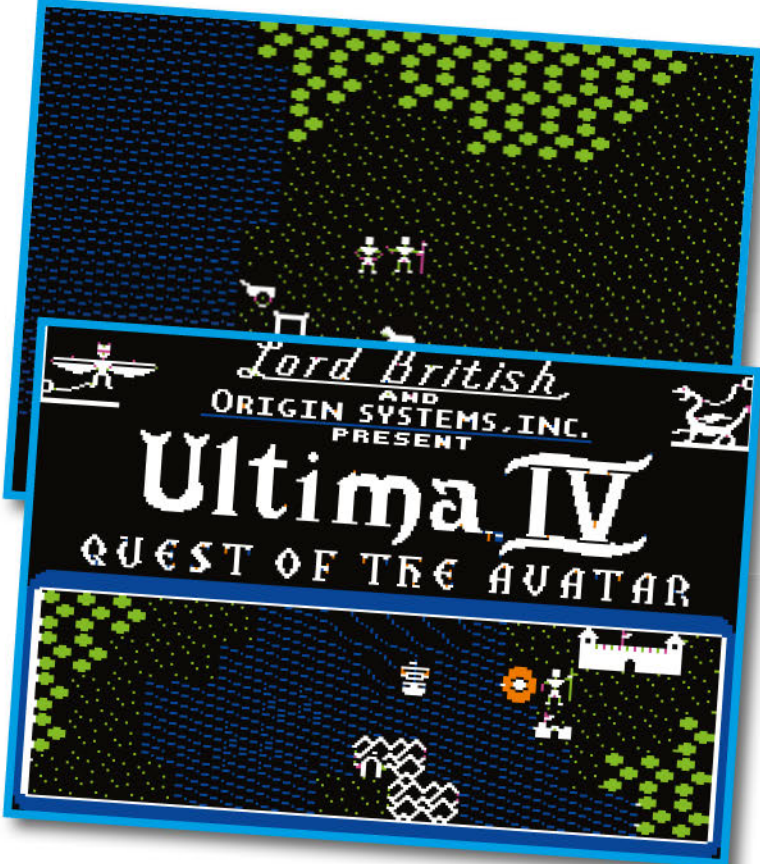 Lord British
AND
ORIGIN SYSTEMS, INC.
PRESENT
Ultima IV
QUEST OF THE AVATAR